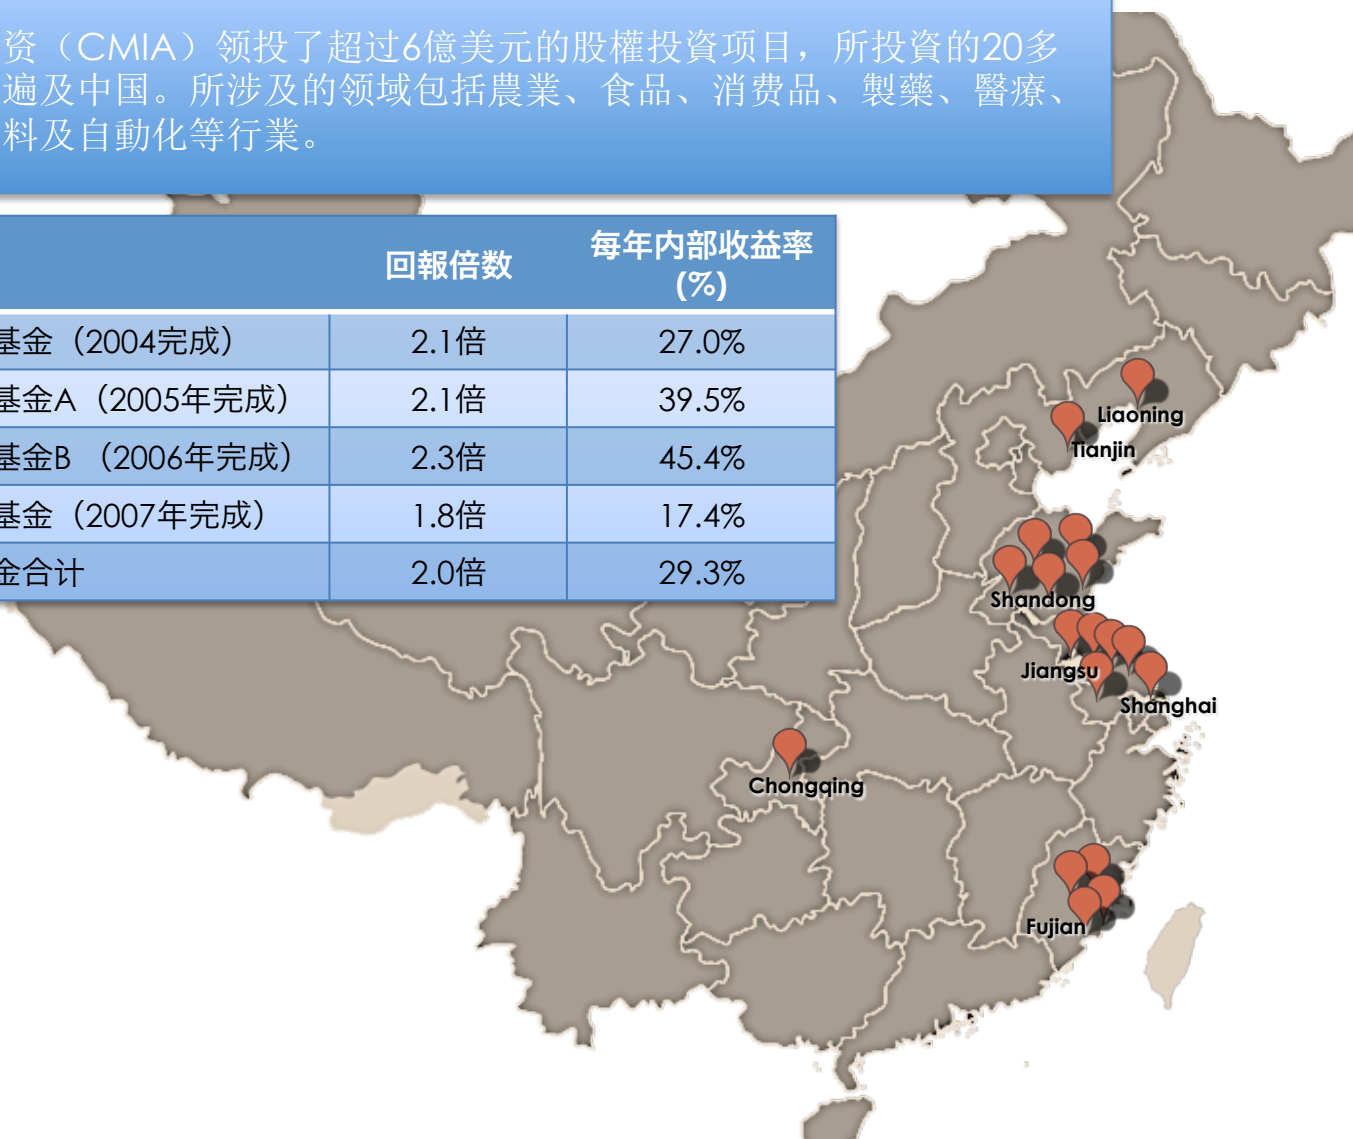 资（CMIA）领投了超过6億美元的股權投資项目，所投資的20多
遍及中国。所涉及的领域包括農業、食品、消费品、製藥、醫療、
料及自動化等行業。
回報倍数 每年内部收益率
(%)
基金（2004完成） 2.1倍 27.0%
基金A（2005年完成） 2.1倍 39.5%
基金B （2006年完成） 2.3倍 45.4%
基金（2007年完成） 1.8倍 17.4%
金合计 2.0倍 29.3%
Liaoning
Tianjin
Shandong
Jiangsu
Shanghai
Chongqing
Fujian